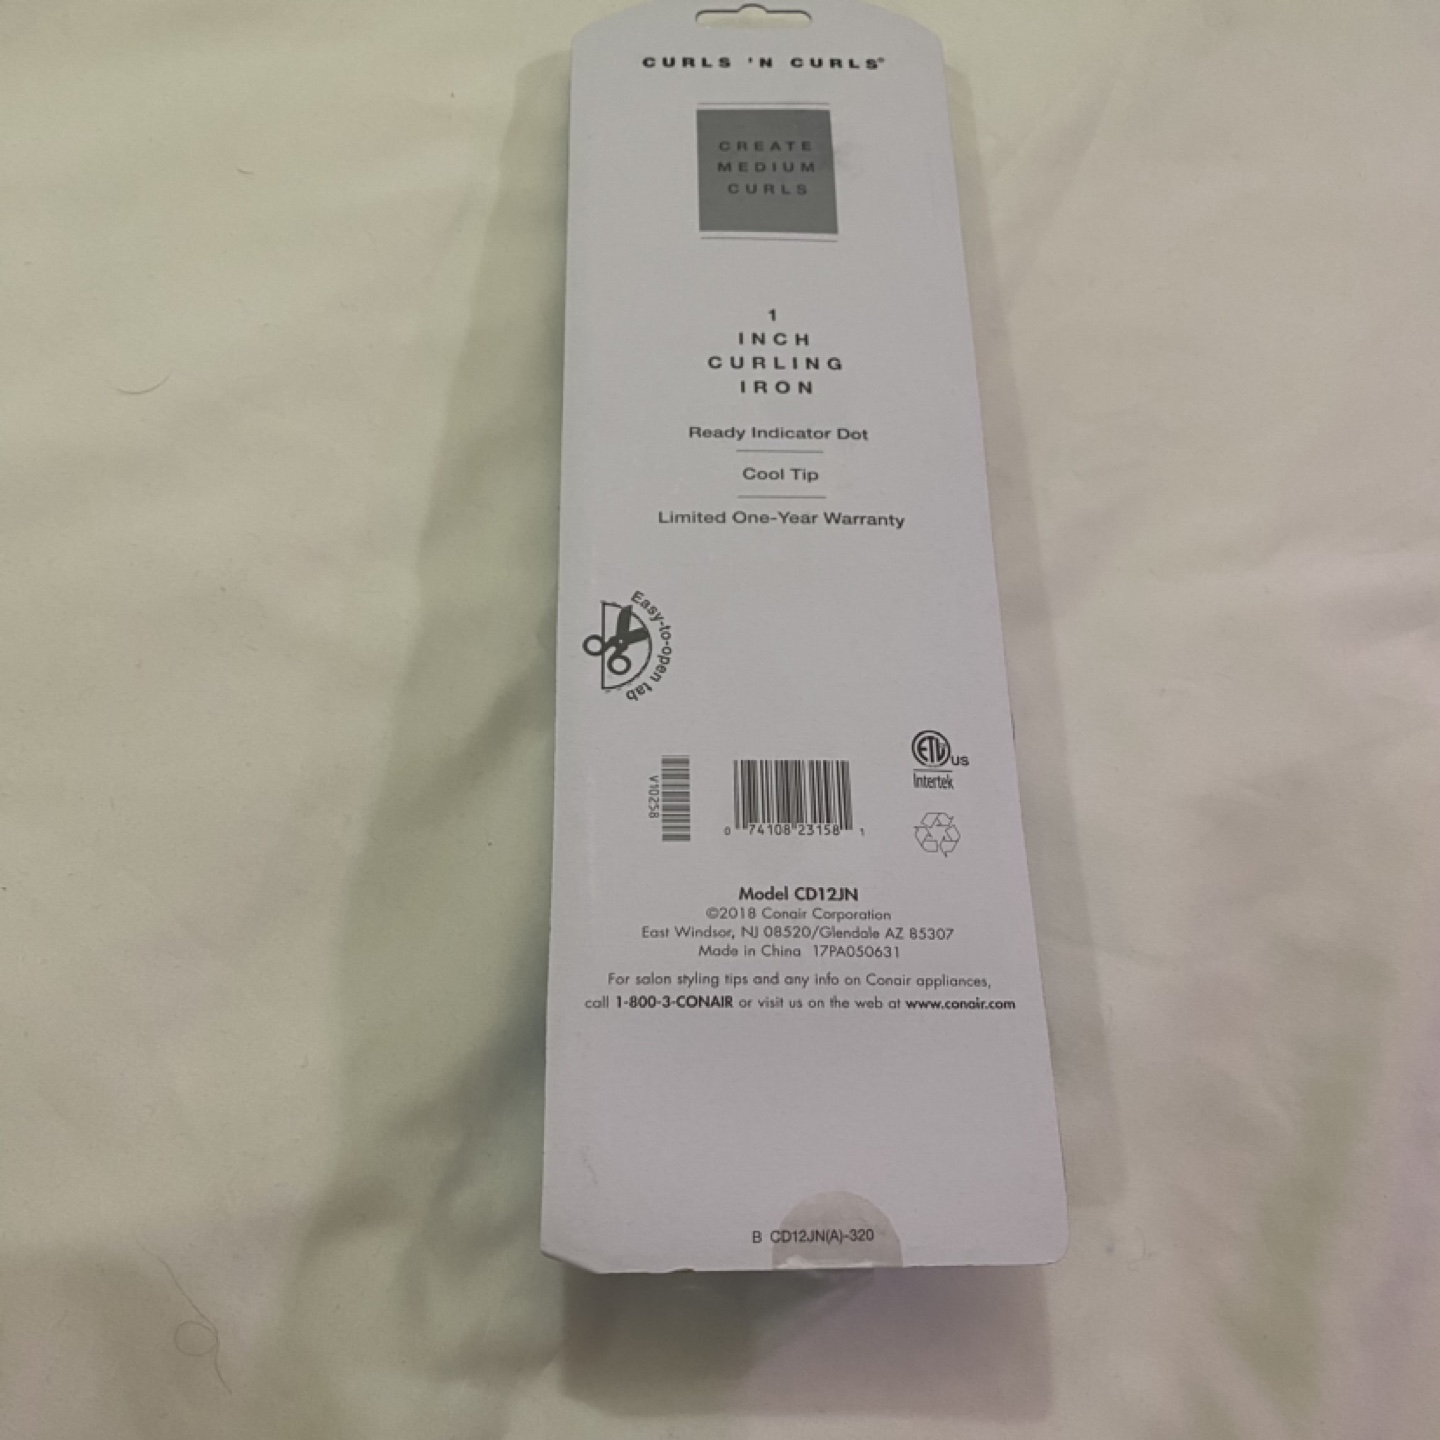 CURLS 'N CURLS®
CREATE
MEDIUM
CURLS
1
INCH
CURLING
IRON
Ready Indicator Dot
Cool Tip
Limited One-Year Warranty
Easy-to-open tab
ETL us
Intertek
V10258
0 74108 23158 1
Model CD12JN
©2018 Conair Corporation
East Windsor, NJ 08520/Glendale AZ 85307
Made in China 17PA050631
For salon styling tips and any info on Conair appliances,
call 1-800-3-CONAIR or visit us on the web at www.conair.com
B CD12JN(A)-320